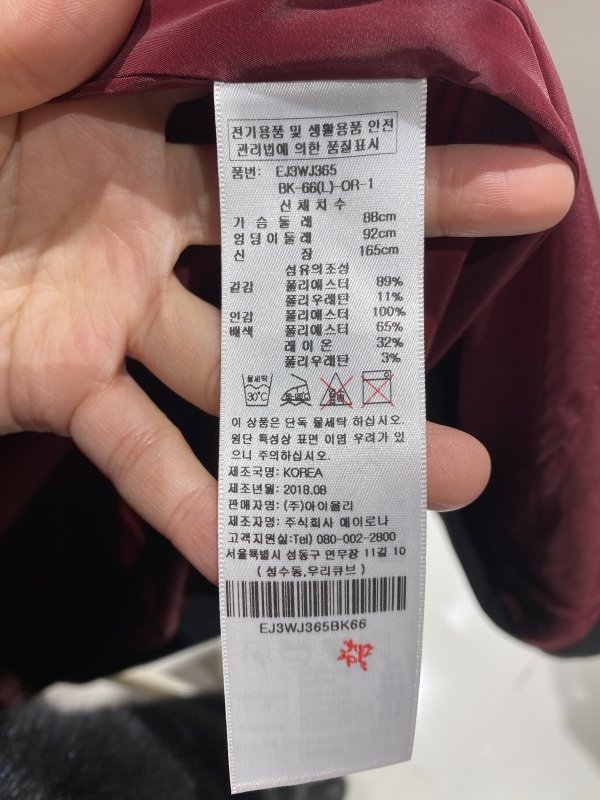 전기용품 및 생활용품 안전
관리법에 의한 품질표시
품번: EJ3WJ365
BK-66(L)-OR-1
신체치수
가 슴 둘 레 88cm
엉덩이둘레 92cm
신 장 165cm
섬유의조성
겉감 폴리에스터 89%
폴리우레탄 11%
안감 폴리에스터 100%
배색 폴리에스터 65%
레 이 온 32%
폴리우레탄 3%
물세탁
30℃
이 상품은 단독 물세탁 하십시오.
원단 특성상 표면 이염 우려가 있
으니 주의하십시오.
제조국명: KOREA
제조년월: 2018.08
판매자명: (주)아이올리
제조자명: 주식회사 에이로나
고객지원실:Tel) 080-002-2800
서울특별시 성동구 연무장 11길 10
(성수동,우리큐브)
EJ3WJ365BK66